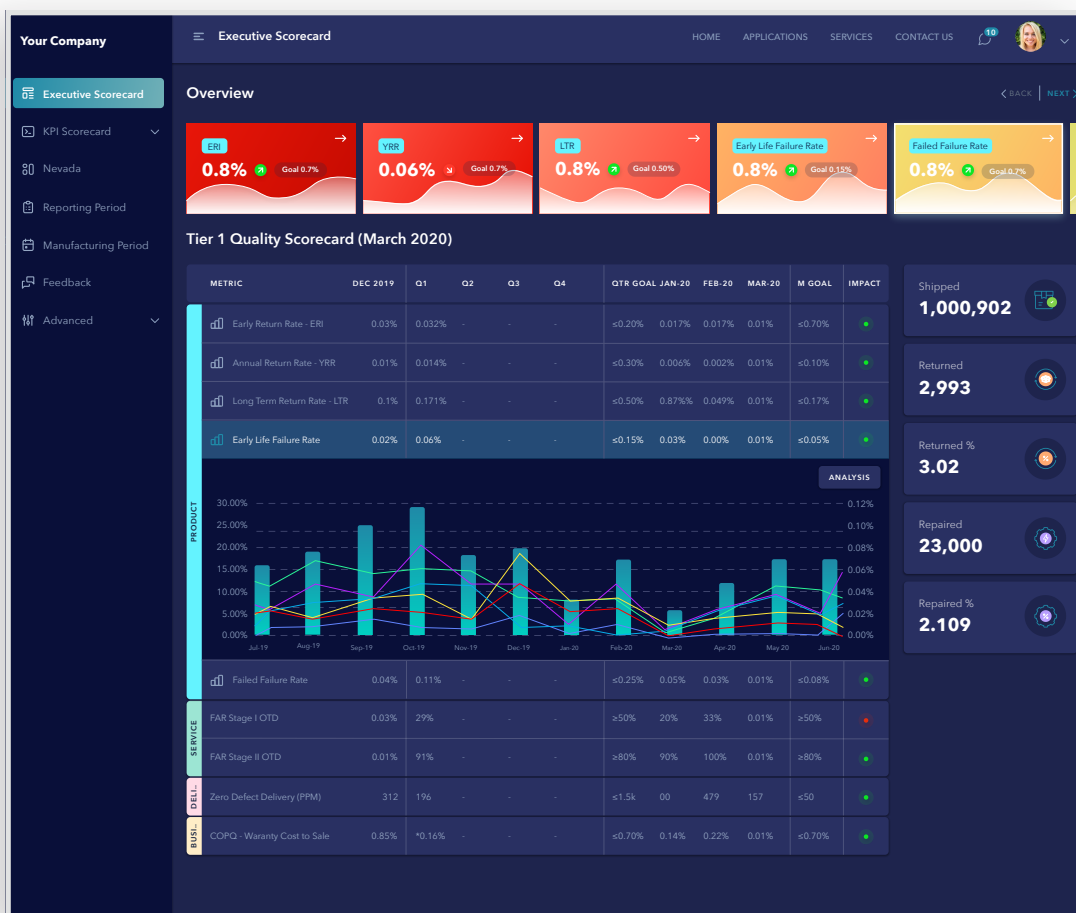 Your Company
Executive Scorecard
HOME APPLICATIONS SERVICES CONTACT US 10
Executive Scorecard
KPI Scorecard
Nevada
Reporting Period
Manufacturing Period
Feedback
Advanced
Overview
BACK NEXT
ERI
0.8% Goal 0.7%
YRR
0.06% Goal 0.7%
LTR
0.8% Goal 0.50%
Early Life Failure Rate
0.8% Goal 0.15%
Failed Failure Rate
0.8% Goal 0.7%
Tier 1 Quality Scorecard (March 2020)
METRIC DEC 2019 Q1 Q2 Q3 Q4 QTR GOAL JAN-20 FEB-20 MAR-20 M GOAL IMPACT
PRODUCT
Early Return Rate - ERI 0.03% 0.032% - - - ≤0.20% 0.017% 0.017% 0.01% ≤0.70%
Annual Return Rate - YRR 0.01% 0.014% - - - ≤0.30% 0.006% 0.002% 0.01% ≤0.10%
Long Term Return Rate - LTR 0.1% 0.171% - - - ≤0.50% 0.87%% 0.049% 0.01% ≤0.17%
Early Life Failure Rate 0.02% 0.06% - - - ≤0.15% 0.03% 0.00% 0.01% ≤0.05%
ANALYSIS
30.00% 0.12%
25.00% 0.10%
20.00% 0.08%
15.00% 0.06%
10.00% 0.04%
5.00% 0.02%
0.00% 0.00%
Jul-19 Aug-19 Sep-19 Oct-19 Nov-19 Dec-19 Jan-20 Feb-20 Mar-20 Apr-20 May 20 Jun-20
Failed Failure Rate 0.04% 0.11% - - - ≤0.25% 0.05% 0.03% 0.01% ≤0.08%
SERVICE
FAR Stage I OTD 0.03% 29% - - - ≥50% 20% 33% 0.01% ≥50%
FAR Stage II OTD 0.01% 91% - - - ≥80% 90% 100% 0.01% ≥80%
DELI..
Zero Defect Delivery (PPM) 312 196 - - - ≤1.5k 00 479 157 ≤50
BUSI..
COPQ - Waranty Cost to Sale 0.85% *0.16% - - - ≤0.70% 0.14% 0.22% 0.01% ≤0.70%
Shipped
1,000,902
Returned
2,993
Returned %
3.02
Repaired
23,000
Repaired %
2.109